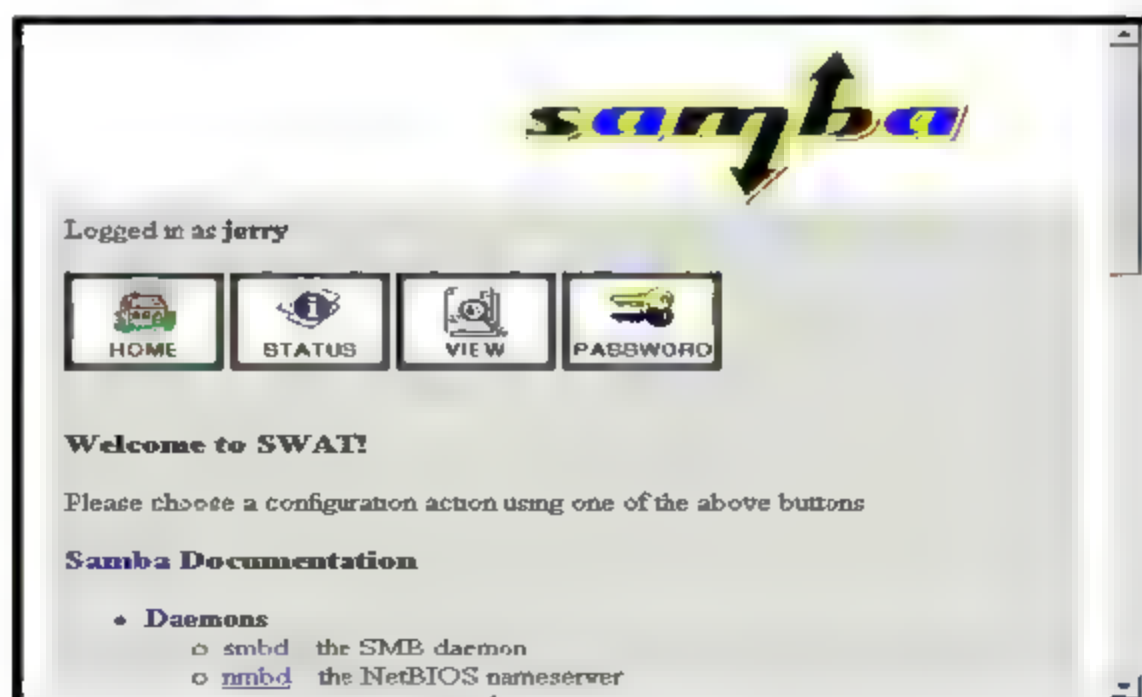 samba
Logged in as jerry
HOME STATUS VIEW PASSWORD
Welcome to SWAT!
Please choose a configuration action using one of the above buttons
Samba Documentation
• Daemons
o smbd the SMB daemon
o nmbd the NetBIOS nameserver